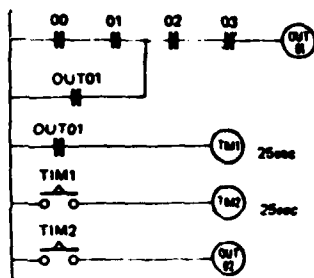 00 01 02 03
OUT 01
OUT01
OUT01
TIM1 25sec
TIM1
TIM2 25sec
TIM2
OUT 02